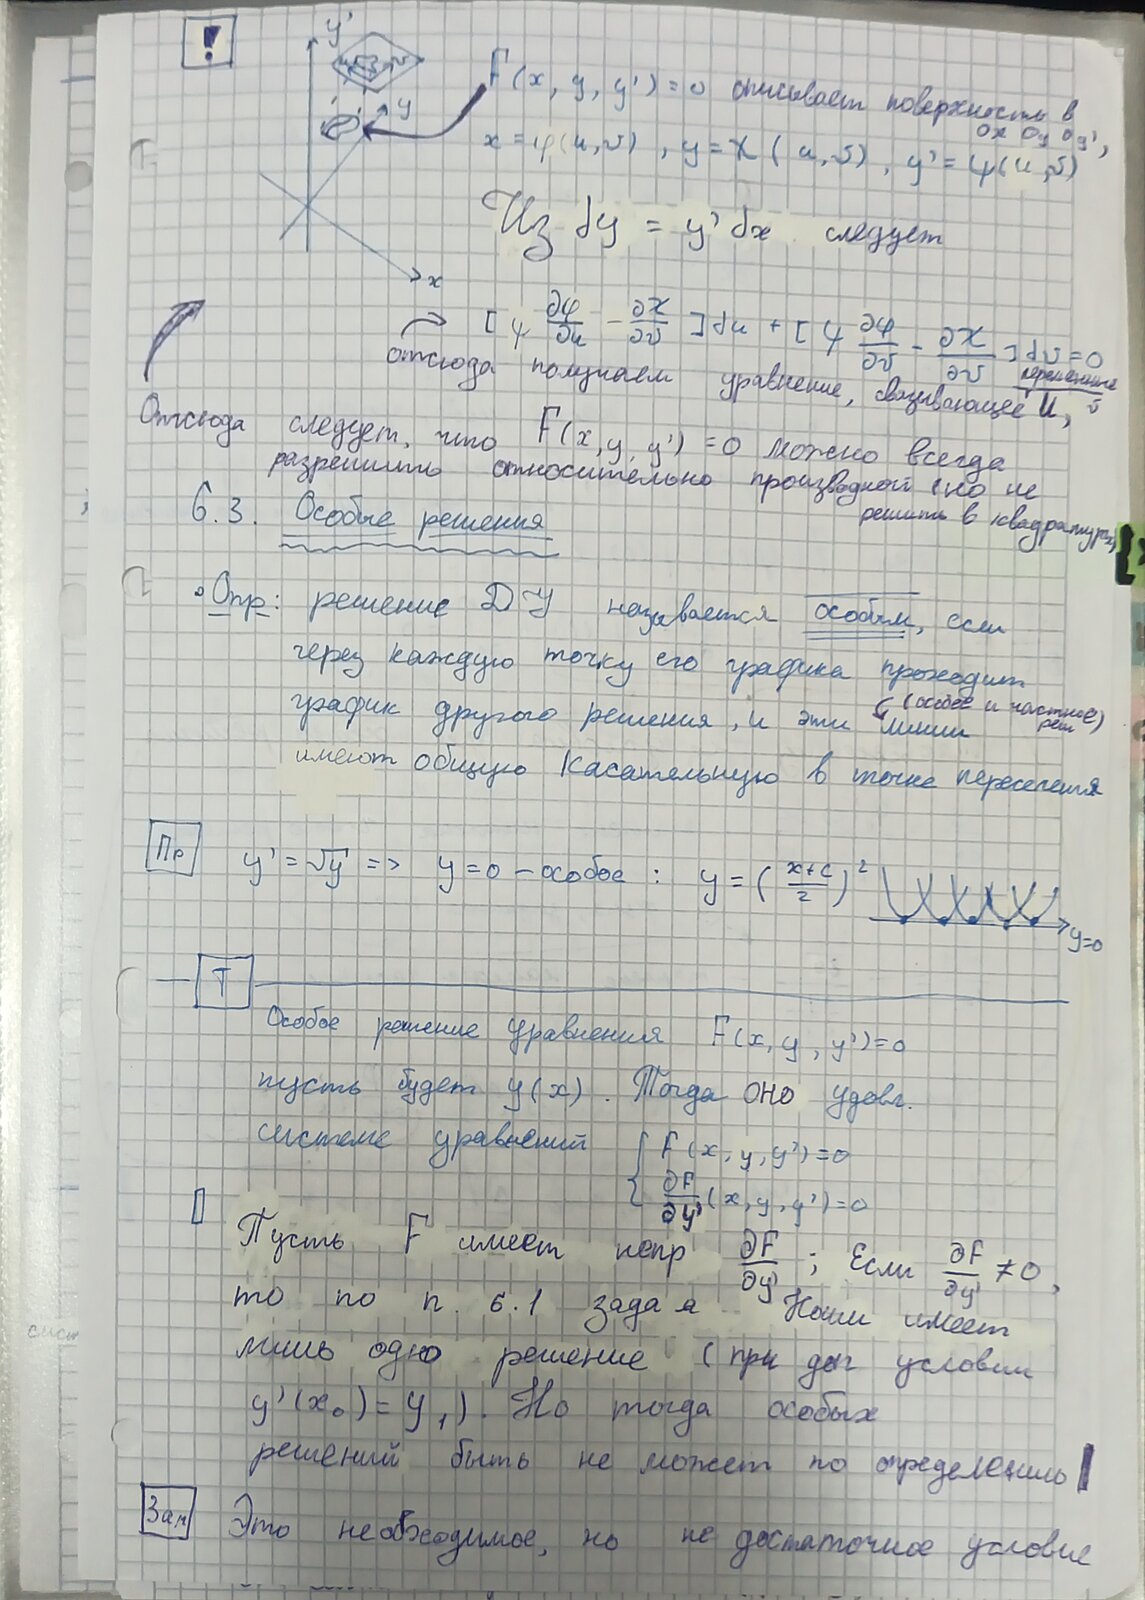 !
y'
y
x
F(x, y, y')=0 описывает поверхность в
Ox Oy Oy',
x=φ(u,v), y=χ(u,v), y'=ψ(u,v)
Из dy = y'dx следует
[ψ ∂φ/∂u - ∂χ/∂v]du + [ψ ∂φ/∂v - ∂χ/∂v]dv=0
отсюда получаем уравнение, связывающее переменные u, v
Отсюда следует, что F(x,y,y')=0 можно всегда
разрешить относительно производной (но не
решить в квадратурах)
6.3. Особые решения
• Опр: решение ДУ называется особым, если
через каждую точку его графика проходит
график другого решения, и эти линии (особое и частное реш)
имеют общую касательную в точке пересечения
Пр y'=√y => y=0 – особое: y=((x+c)/2)²
y=0
Т
Особое решение уравнения F(x,y,y')=0
пусть будет y(x). Тогда оно удовл.
системе уравнений { F(x,y,y')=0
∂F/∂y'(x,y,y')=0
Пусть F имеет непр ∂F/∂y'; Если ∂F/∂y' ≠0,
то по п. 6.1 задача Коши имеет
лишь одно решение (при доп условии
y'(x₀)=y₁). Но тогда особых
решений быть не может по определению
Зам Это необходимое, но не достаточное условие